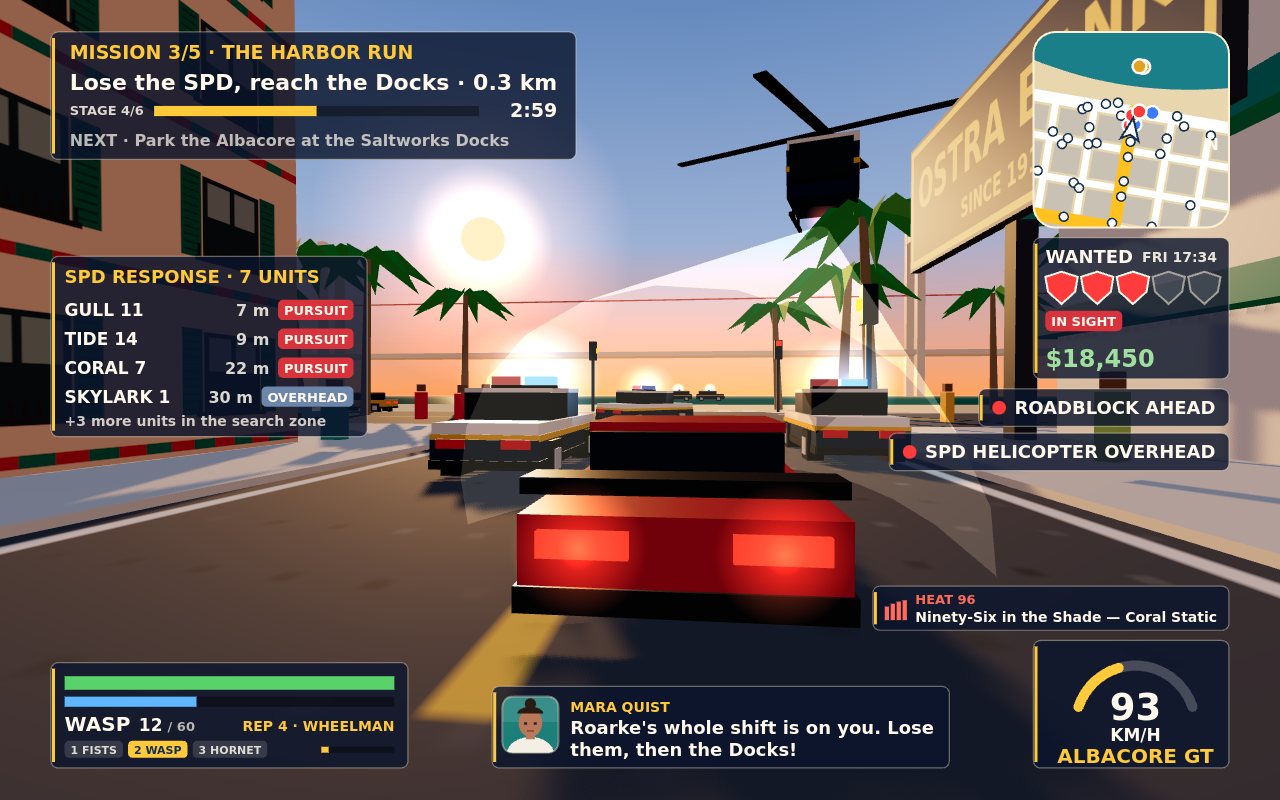 MISSION 3/5 · THE HARBOR RUN
Lose the SPD, reach the Docks · 0.3 km
STAGE 4/6 2:59
NEXT · Park the Albacore at the Saltworks Docks
OSTRA
SINCE 19
N
SPD RESPONSE · 7 UNITS
GULL 11 7 m PURSUIT
TIDE 14 9 m PURSUIT
CORAL 7 22 m PURSUIT
SKYLARK 1 30 m OVERHEAD
+3 more units in the search zone
WANTED FRI 17:34
IN SIGHT
$18,450
ROADBLOCK AHEAD
SPD HELICOPTER OVERHEAD
HEAT 96
Ninety-Six in the Shade — Coral Static
WASP 12 / 60 REP 4 · WHEELMAN
1 FISTS 2 WASP 3 HORNET
MARA QUIST
Roarke's whole shift is on you. Lose
them, then the Docks!
93
KM/H
ALBACORE GT